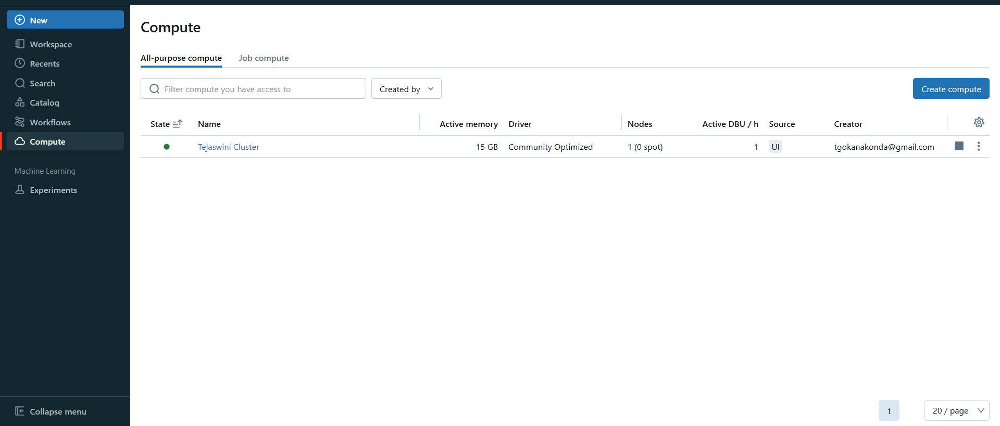 New
Workspace
Recents
Search
Catalog
Workflows
Compute
Machine Learning
Experiments
Collapse menu
Compute
All-purpose compute Job compute
Filter compute you have access to Created by Create compute
State Name Active memory Driver Nodes Active DBU / h Source Creator
Tejaswini Cluster 15 GB Community Optimized 1 (0 spot) 1 UI tgokanakonda@gmail.com
1 20 / page